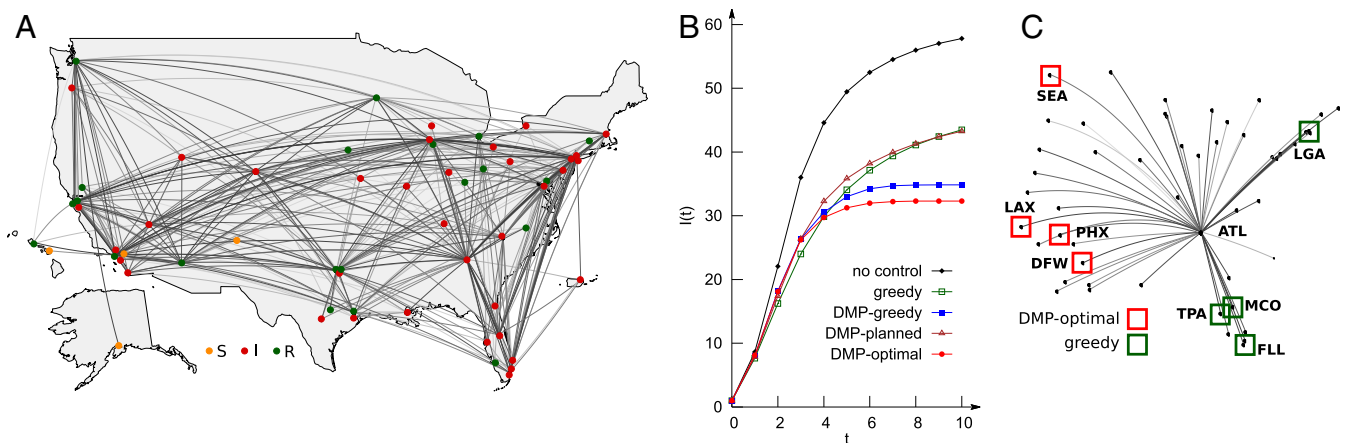 A
S I R
B
I(t)
60
50
40
30
20
10
0
0 2 4 6 8 10
t
no control
greedy
DMP-greedy
DMP-planned
DMP-optimal
C
SEA
LGA
LAX
PHX
ATL
DFW
TPA
MCO
FLL
DMP-optimal
greedy